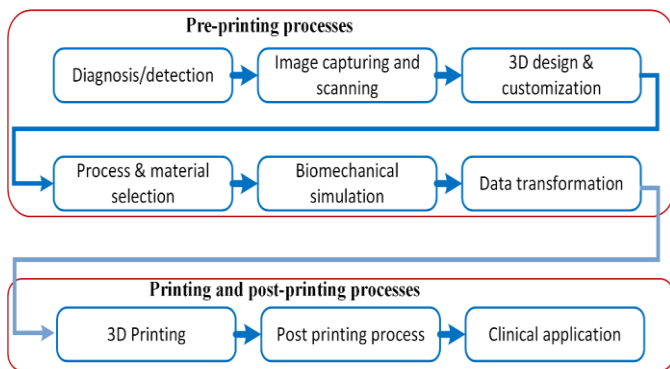 Pre-printing processes
Diagnosis/detection
Image capturing and
scanning
3D design &
customization
Process & material
selection
Biomechanical
simulation
Data transformation
Printing and post-printing processes
3D Printing
Post printing process
Clinical application